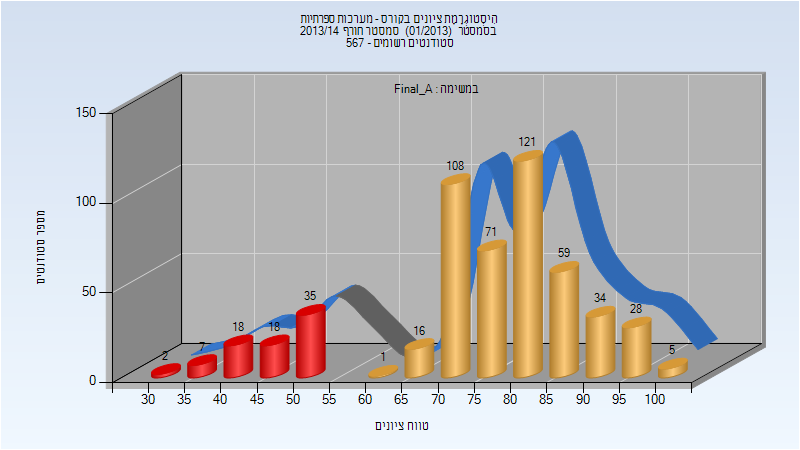 היסטוגרמת ציונים בקורס - מערכות ספרתיות
בסמסטר (01/2013) סמסטר חורף 2013/14
סטודנטים רשומים - 567
במשימה : Final_A
מספר סטודנטים
150
100
50
0
2
7
18
18
35
1
16
108
71
121
59
34
28
5
30 35 40 45 50 55 60 65 70 75 80 85 90 95 100
טווח ציונים